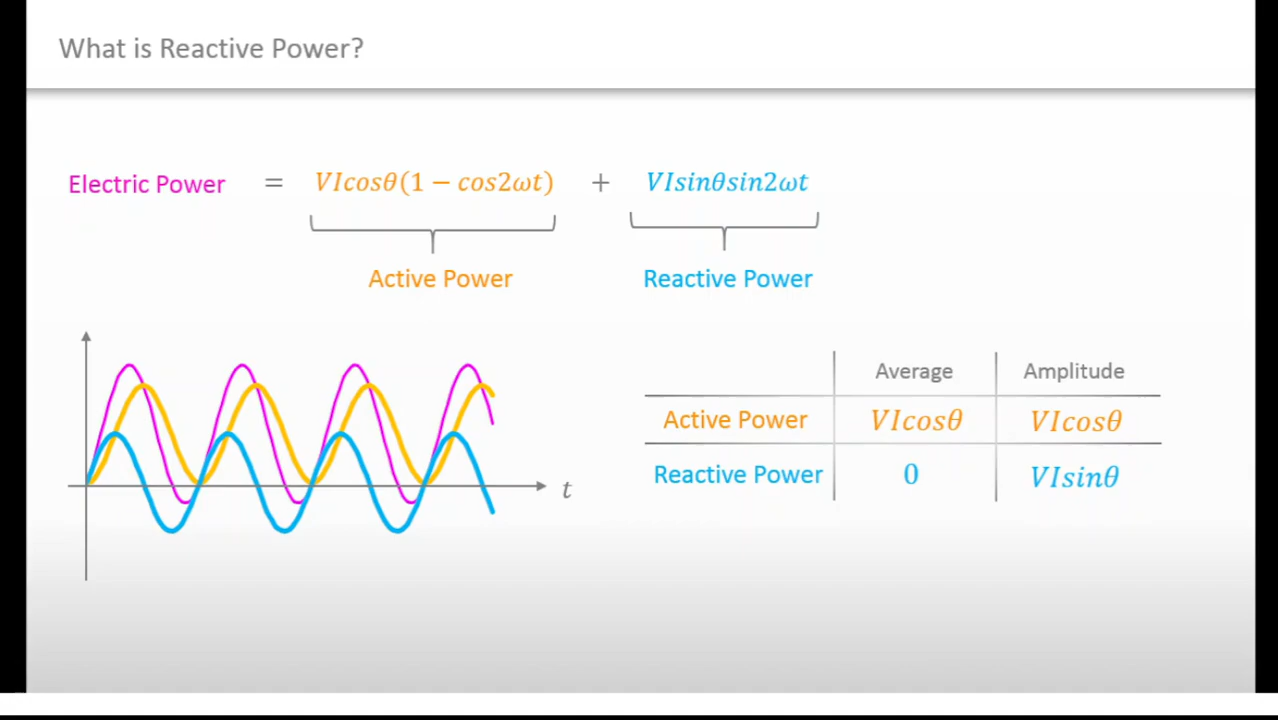 What is Reactive Power?
Electric Power = VIcosθ(1 − cos2ωt) + VIsinθsin2ωt
Active Power Reactive Power
t
Average Amplitude
Active Power VIcosθ VIcosθ
Reactive Power 0 VIsinθ